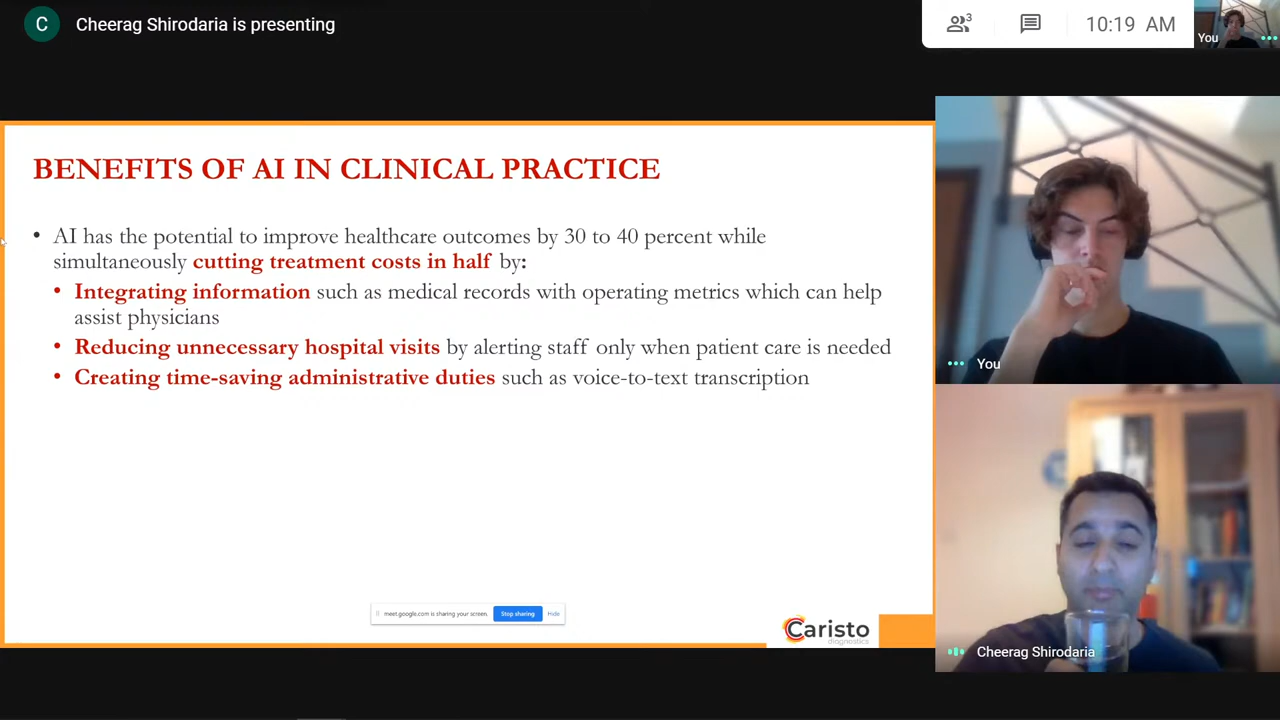 C
Cheerag Shirodaria is presenting
3
10:19 AM
You
BENEFITS OF AI IN CLINICAL PRACTICE
• AI has the potential to improve healthcare outcomes by 30 to 40 percent while
simultaneously cutting treatment costs in half by:
• Integrating information such as medical records with operating metrics which can help
assist physicians
• Reducing unnecessary hospital visits by alerting staff only when patient care is needed
• Creating time-saving administrative duties such as voice-to-text transcription
meet.google.com is sharing your screen. Stop sharing Hide
Caristo
diagnostics
You
Cheerag Shirodaria